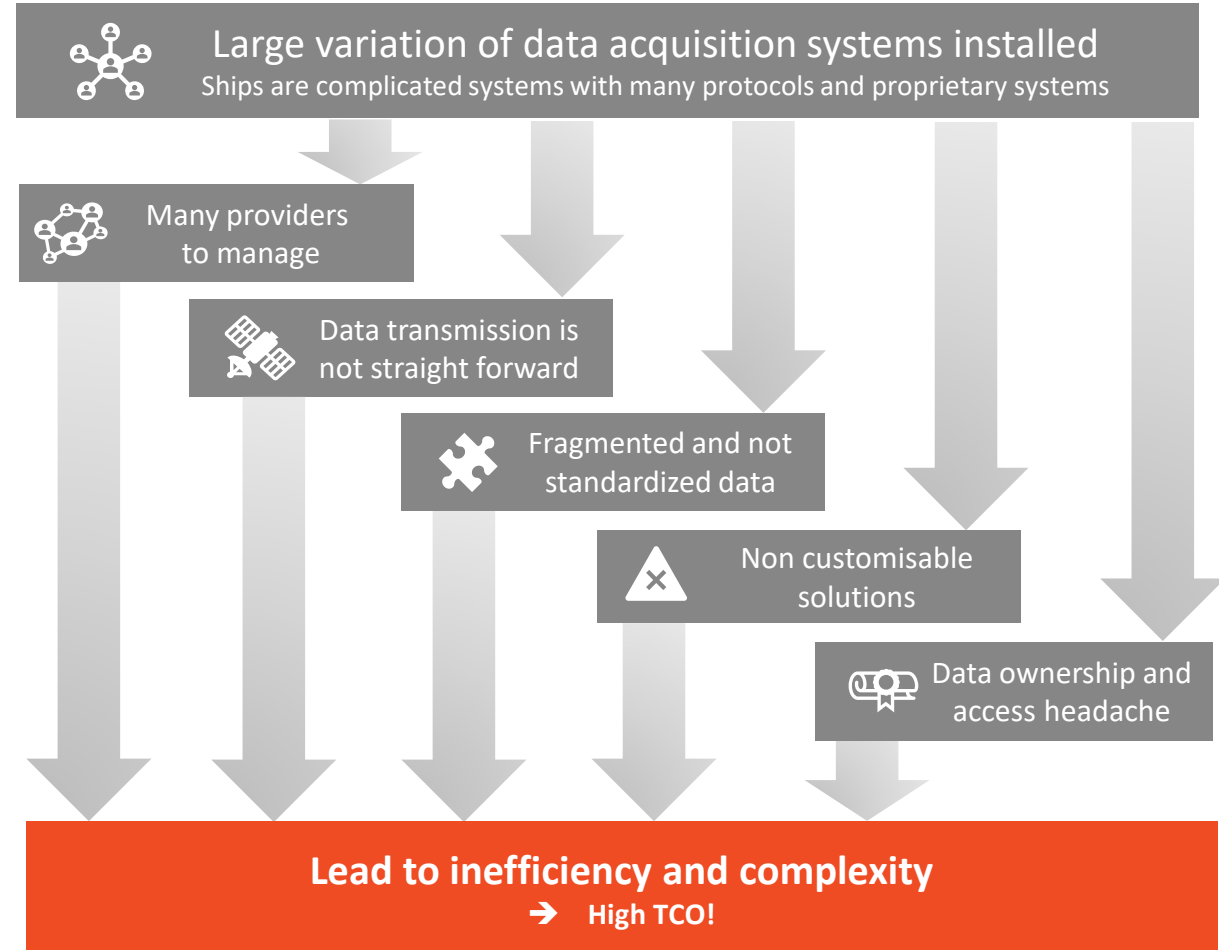 Large variation of data acquisition systems installed
Ships are complicated systems with many protocols and proprietary systems
Many providers
to manage
Data transmission is
not straight forward
Fragmented and not
standardized data
Non customisable
solutions
Data ownership and
access headache
Lead to inefficiency and complexity
➔ High TCO!